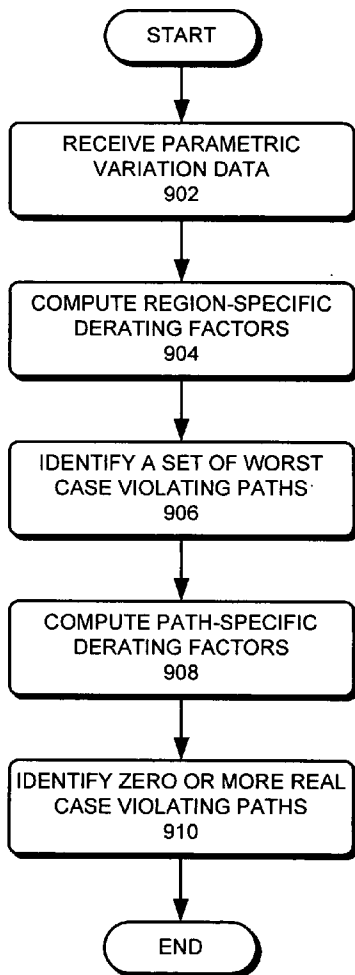 START
RECEIVE PARAMETRIC
VARIATION DATA
902
COMPUTE REGION-SPECIFIC
DERATING FACTORS
904
IDENTIFY A SET OF WORST
CASE VIOLATING PATHS
906
COMPUTE PATH-SPECIFIC
DERATING FACTORS
908
IDENTIFY ZERO OR MORE REAL
CASE VIOLATING PATHS
910
END